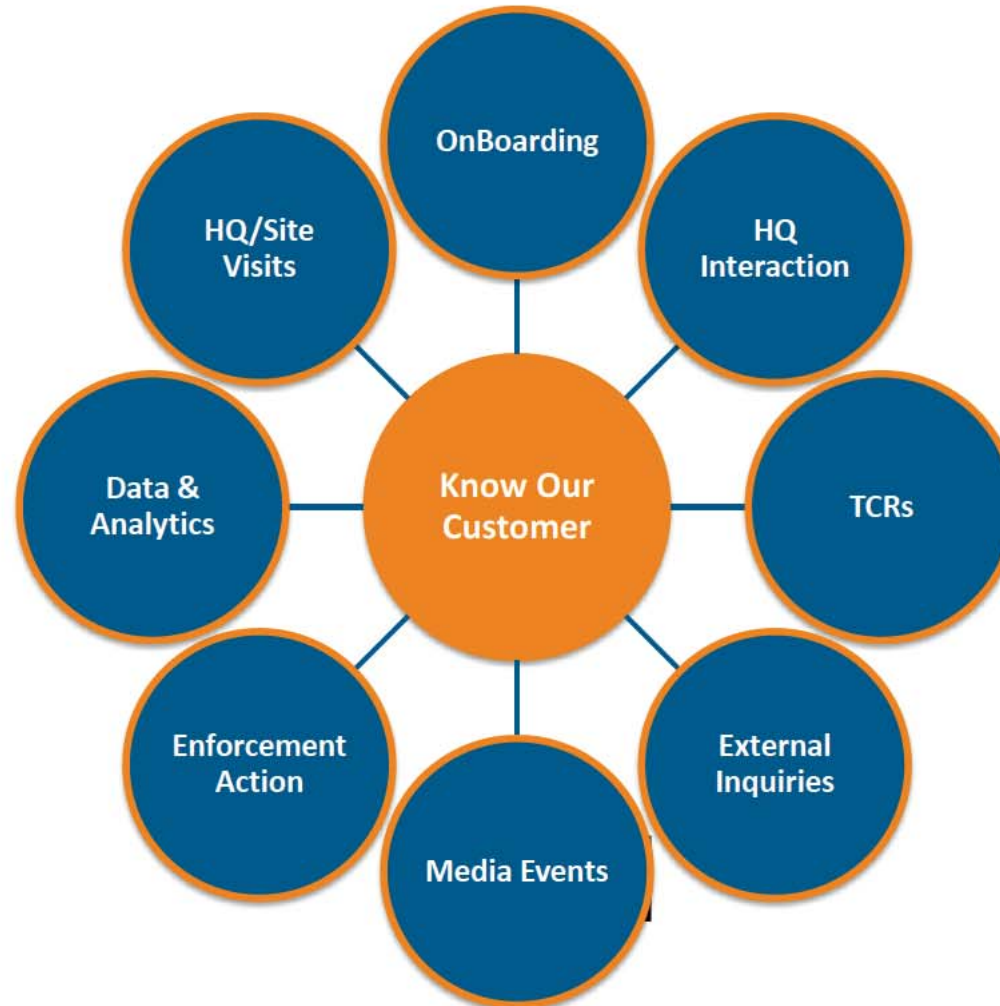 OnBoarding
HQ/Site
Visits
HQ
Interaction
Data &
Analytics
Know Our
Customer
TCRs
Enforcement
Action
External
Inquiries
Media Events